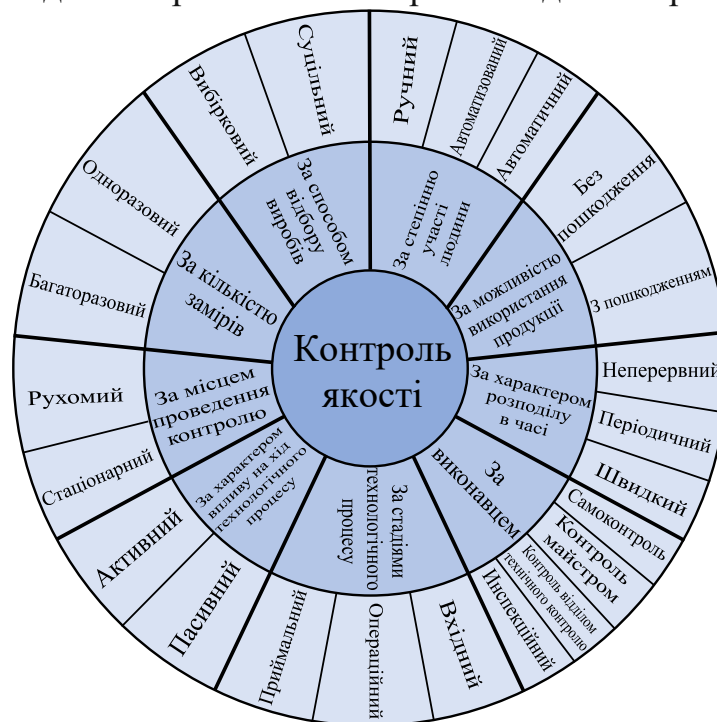 Контроль
якості
За степінню
участі
людини
Ручний
Автоматизований
Автоматичний
За можливістю
використання
продукції
Без
пошкодження
З пошкодженням
За характером
розподілу
в часі
Неперервний
Періодичний
Швидкий
За
виконавцем
Самоконтроль
Контроль
майстром
Контроль відділом
технічного контролю
Инспекційний
За стадіями
технологічного
процесу
Вхідний
Операційний
Приймальний
За характером
впливу на хід
технологічного
процесу
Пасивний
Активний
За місцем
проведення
контролю
Стаціонарний
Рухомий
За кількістю
замірів
Багаторазовий
Одноразовий
За способом
відбору
виробів
Вибірковий
Суцільний